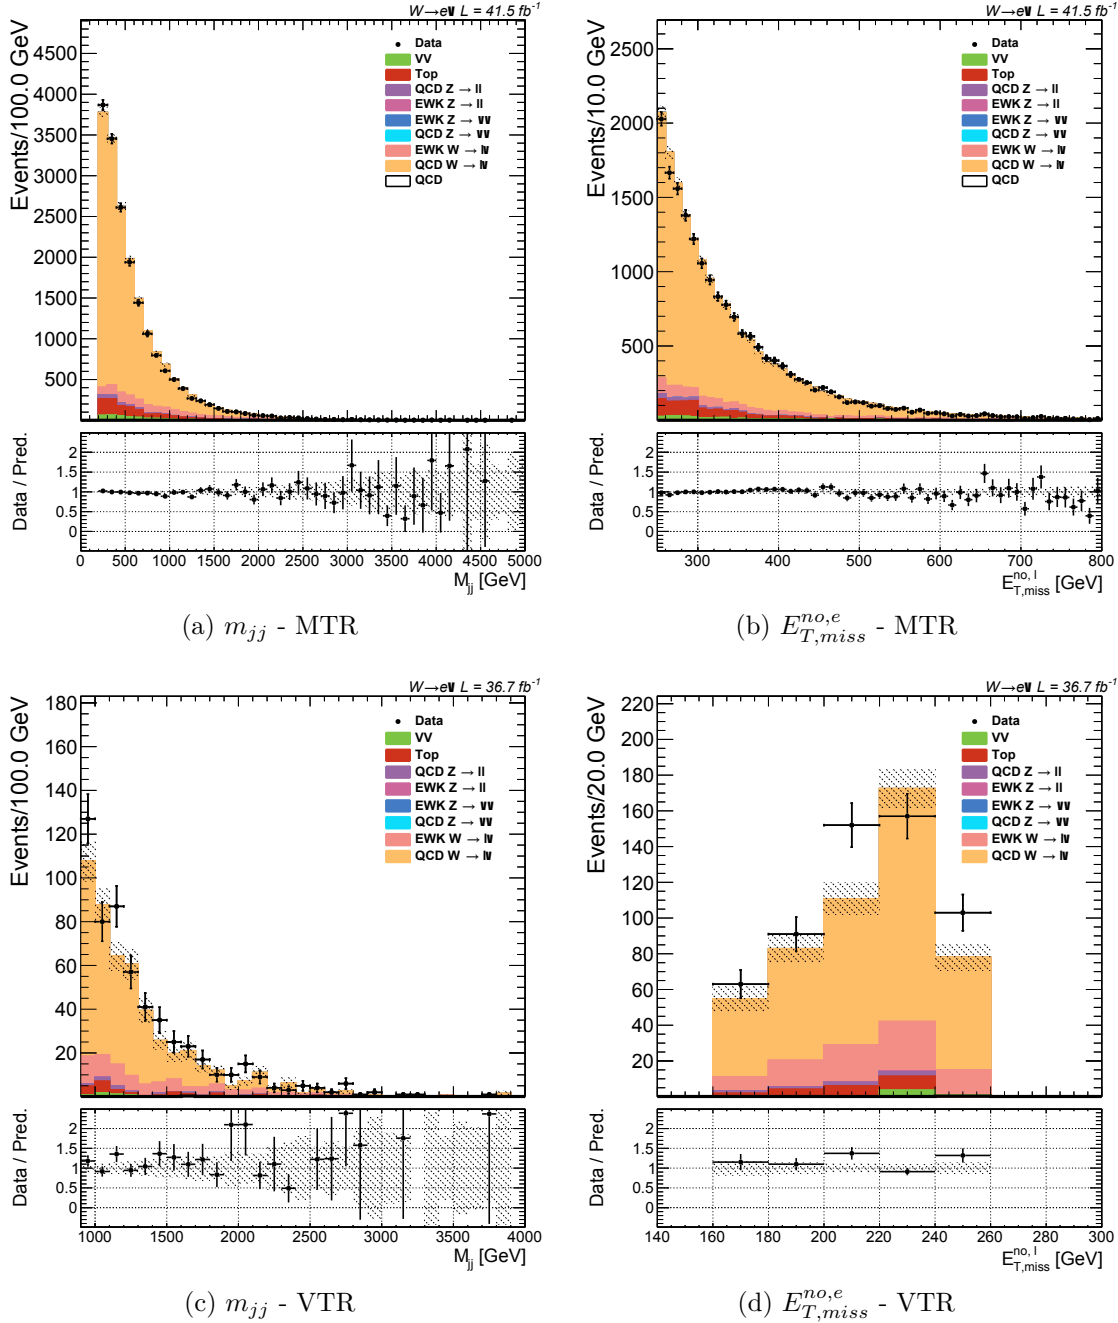 W→eν L = 41.5 fb-1
Events/100.0 GeV
4500
4000
3500
3000
2500
2000
1500
1000
500
Data
VV
Top
QCD Z → ll
EWK Z → ll
EWK Z → νν
QCD Z → νν
EWK W → lν
QCD W → lν
QCD
Data / Pred.
2
1.5
1
0.5
0
0 500 1000 1500 2000 2500 3000 3500 4000 4500 5000
Mjj [GeV]
(a) mjj - MTR
W→eν L = 41.5 fb-1
Events/10.0 GeV
2500
2000
1500
1000
500
Data
VV
Top
QCD Z → ll
EWK Z → ll
EWK Z → νν
QCD Z → νν
EWK W → lν
QCD W → lν
QCD
Data / Pred.
2
1.5
1
0.5
0
300 400 500 600 700 800
E no, l T,miss [GeV]
(b) E no,e T,miss - MTR
W→eν L = 36.7 fb-1
Events/100.0 GeV
180
160
140
120
100
80
60
40
20
Data
VV
Top
QCD Z → ll
EWK Z → ll
EWK Z → νν
QCD Z → νν
EWK W → lν
QCD W → lν
Data / Pred.
2
1.5
1
0.5
0
1000 1500 2000 2500 3000 3500 4000
Mjj [GeV]
(c) mjj - VTR
W→eν L = 36.7 fb-1
Events/20.0 GeV
220
200
180
160
140
120
100
80
60
40
20
Data
VV
Top
QCD Z → ll
EWK Z → ll
EWK Z → νν
QCD Z → νν
EWK W → lν
QCD W → lν
Data / Pred.
2
1.5
1
0.5
0
140 160 180 200 220 240 260 280 300
E no, l T,miss [GeV]
(d) E no,e T,miss - VTR